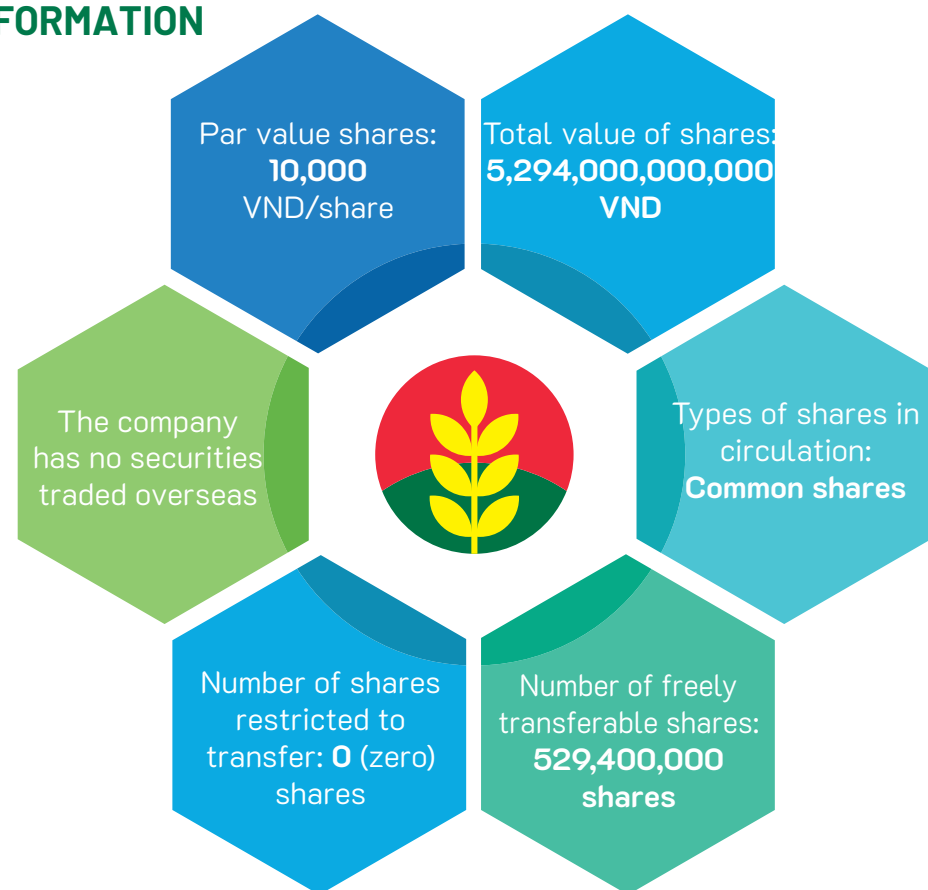 FORMATION
Par value shares:
10,000
VND/share
Total value of shares:
5,294,000,000,000
VND
The company
has no securities
traded overseas
Types of shares in
circulation:
Common shares
Number of shares
restricted to
transfer: 0 (zero)
shares
Number of freely
transferable shares:
529,400,000
shares